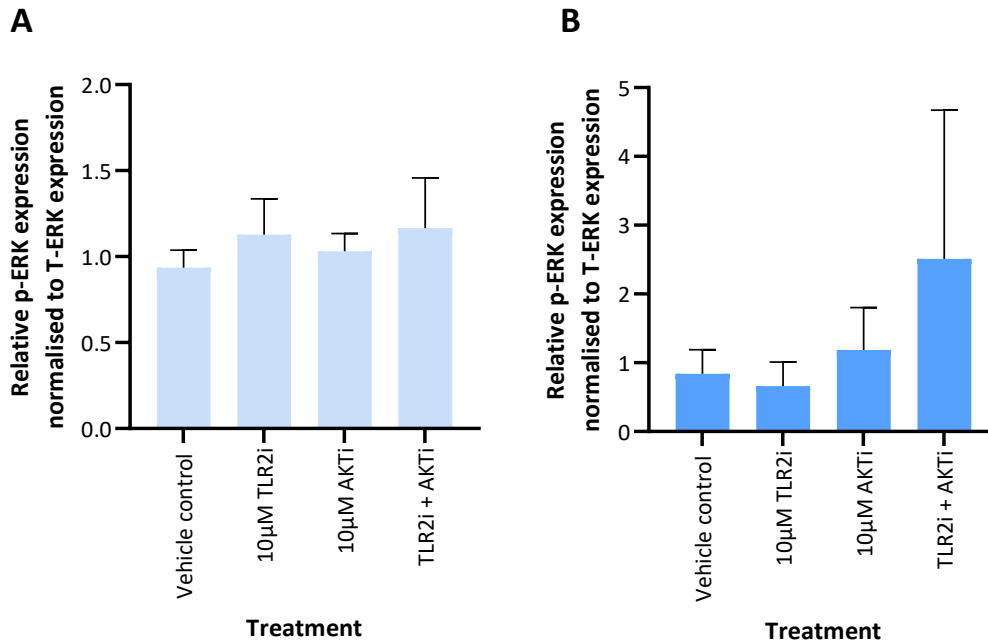 A
Relative p-ERK expression
normalised to T-ERK expression
2.0
1.5
1.0
0.5
0.0
Vehicle control
10µM TLR2i
10µM AKTi
TLR2i + AKTi
Treatment
B
Relative p-ERK expression
normalised to T-ERK expression
5
4
3
2
1
0
Vehicle control
10µM TLR2i
10µM AKTi
TLR2i + AKTi
Treatment